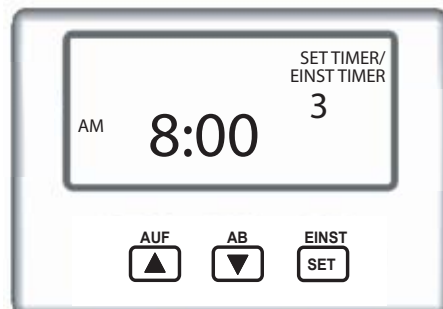 SET TIMER/
EINST TIMER
3
AM 8:00
AUF AB EINST
SET